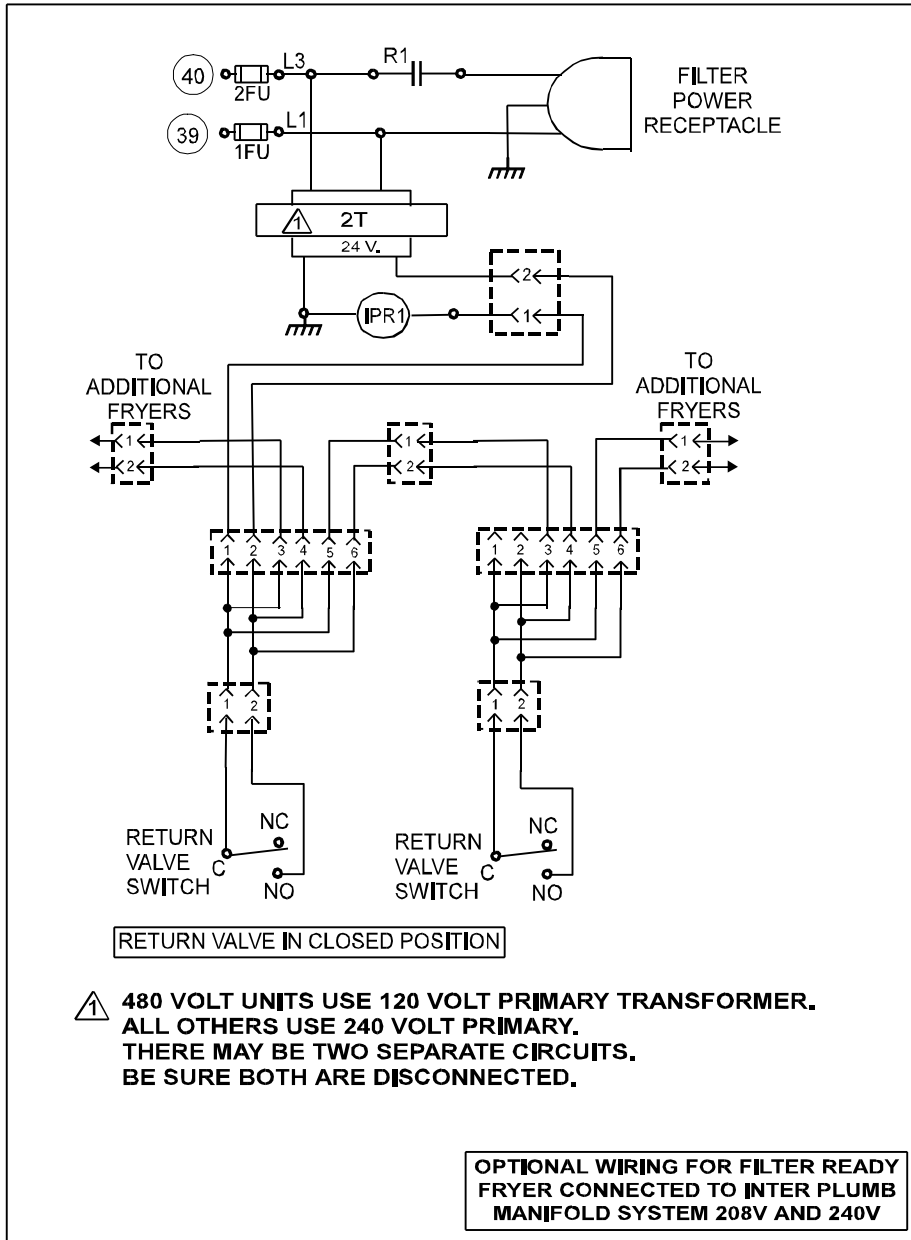 40
2FU
L3
R1
FILTER
POWER
RECEPTACLE
39
1FU
L1
1
2T
24 V.
2
IPR1
1
TO
ADDITIONAL
FRYERS
TO
ADDITIONAL
FRYERS
1
2
1
2
1
2
1 2 3 4 5 6
1 2 3 4 5 6
1 2
1 2
RETURN
VALVE
SWITCH
C
NC
NO
RETURN
VALVE
SWITCH
C
NC
NO
RETURN VALVE IN CLOSED POSITION
1 480 VOLT UNITS USE 120 VOLT PRIMARY TRANSFORMER.
ALL OTHERS USE 240 VOLT PRIMARY.
THERE MAY BE TWO SEPARATE CIRCUITS.
BE SURE BOTH ARE DISCONNECTED.
OPTIONAL WIRING FOR FILTER READY
FRYER CONNECTED TO INTER PLUMB
MANIFOLD SYSTEM 208V AND 240V